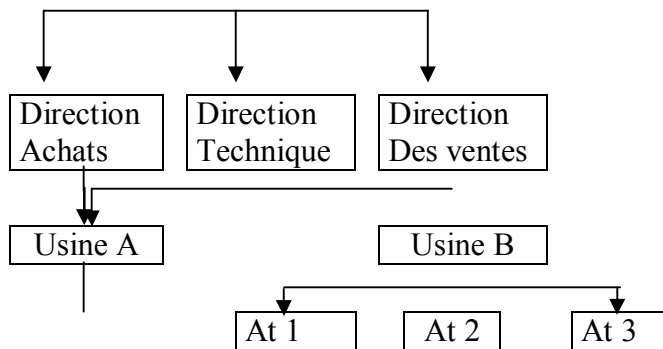 Direction
Achats
Direction
Technique
Direction
Des ventes
Usine A
Usine B
At 1
At 2
At 3